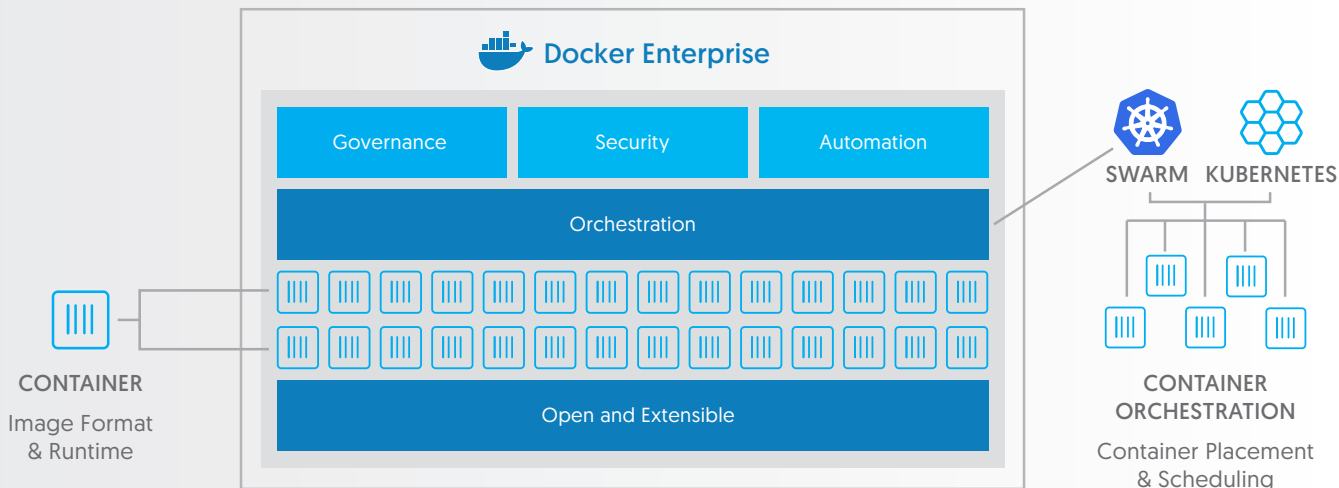 Docker Enterprise
Governance
Security
Automation
Orchestration
Open and Extensible
CONTAINER
Image Format
& Runtime
SWARM
KUBERNETES
CONTAINER
ORCHESTRATION
Container Placement
& Scheduling